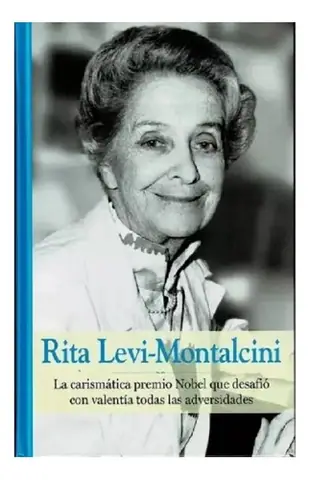 Rita Levi-Montalcini
La carismática premio Nobel que desafió
con valentía todas las adversidades